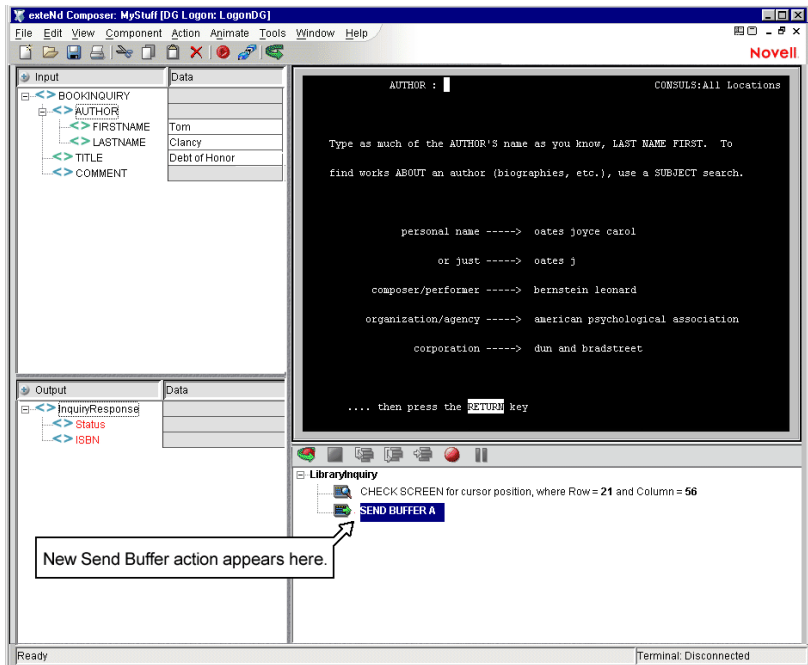 exteNd Composer: MyStuff [DG Logon: LogonDG]
File Edit View Component Action Animate Tools Window Help
Novell.
Input Data
BOOKINQUIRY
AUTHOR
FIRSTNAME Tom
LASTNAME Clancy
TITLE Debt of Honor
COMMENT
AUTHOR : CONSULS:All Locations
Type as much of the AUTHOR'S name as you know, LAST NAME FIRST. To
find works ABOUT an author (biographies, etc.), use a SUBJECT search.
personal name -----> oates joyce carol
or just -----> oates j
composer/performer -----> bernstein leonard
organization/agency -----> american psychological association
corporation -----> dun and bradstreet
.... then press the RETURN key
Output Data
InquiryResponse
Status
ISBN
LibraryInquiry
CHECK SCREEN for cursor position, where Row = 21 and Column = 56
SEND BUFFER A
New Send Buffer action appears here.
Ready Terminal: Disconnected